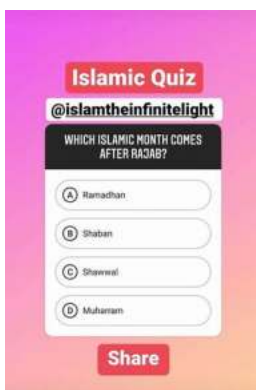 Islamic Quiz
@islamtheinfinitelight
WHICH ISLAMIC MONTH COMES
AFTER RAJAB?
A Ramadhan
B Shaban
C Shawwal
D Muharram
Share